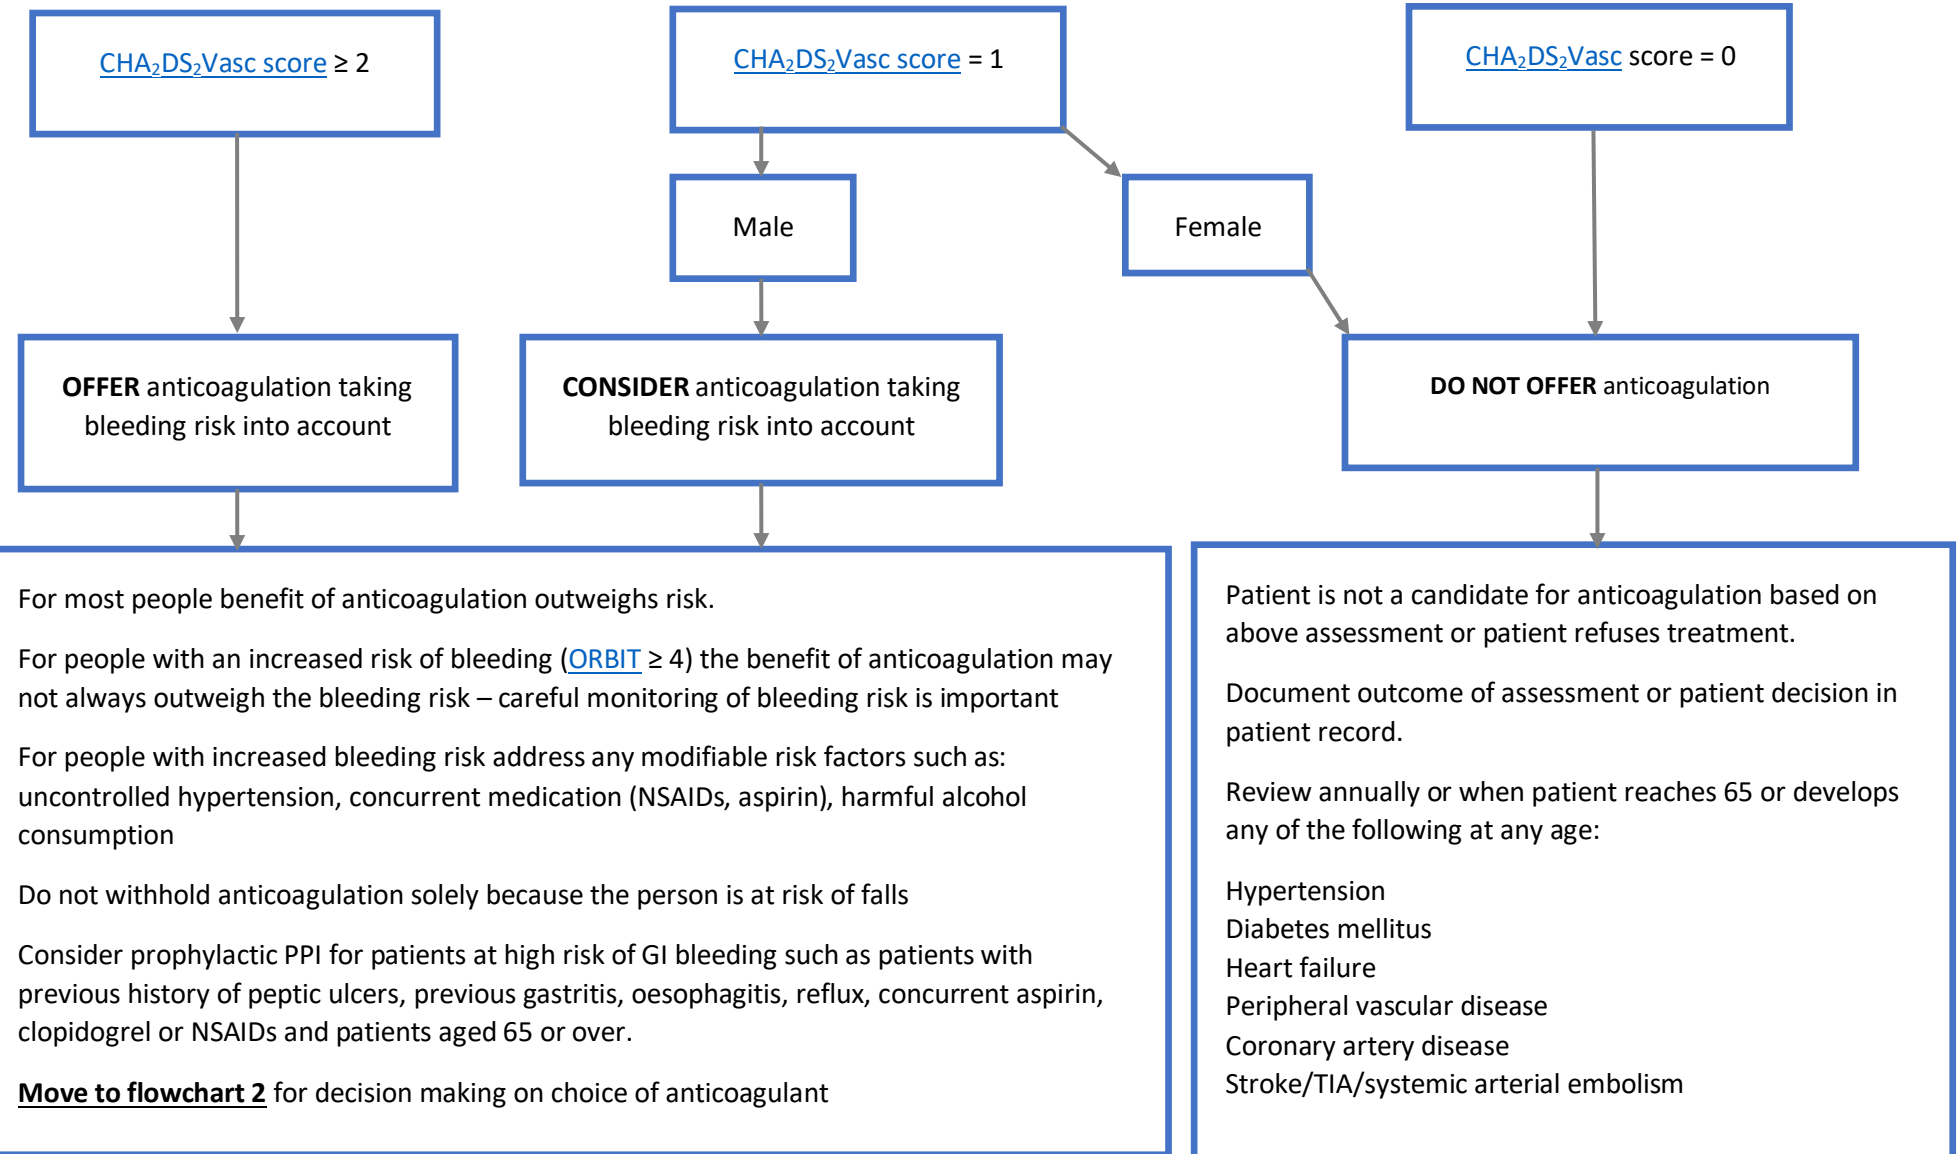 CHA₂DS₂Vasc score ≥ 2
CHA₂DS₂Vasc score = 1
CHA₂DS₂Vasc score = 0
Male
Female
OFFER anticoagulation taking
bleeding risk into account
CONSIDER anticoagulation taking
bleeding risk into account
DO NOT OFFER anticoagulation
For most people benefit of anticoagulation outweighs risk.
For people with an increased risk of bleeding (ORBIT ≥ 4) the benefit of anticoagulation may
not always outweigh the bleeding risk – careful monitoring of bleeding risk is important
For people with increased bleeding risk address any modifiable risk factors such as:
uncontrolled hypertension, concurrent medication (NSAIDs, aspirin), harmful alcohol
consumption
Do not withhold anticoagulation solely because the person is at risk of falls
Consider prophylactic PPI for patients at high risk of GI bleeding such as patients with
previous history of peptic ulcers, previous gastritis, oesophagitis, reflux, concurrent aspirin,
clopidogrel or NSAIDs and patients aged 65 or over.
Move to flowchart 2 for decision making on choice of anticoagulant
Patient is not a candidate for anticoagulation based on
above assessment or patient refuses treatment.
Document outcome of assessment or patient decision in
patient record.
Review annually or when patient reaches 65 or develops
any of the following at any age:
Hypertension
Diabetes mellitus
Heart failure
Peripheral vascular disease
Coronary artery disease
Stroke/TIA/systemic arterial embolism